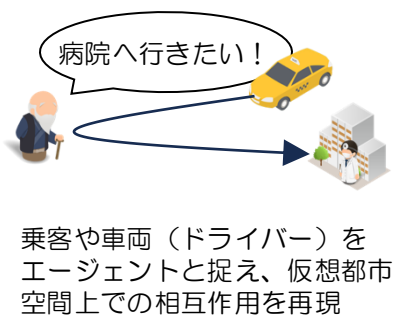 病院へ行きたい！
乗客や車両（ドライバー）を
エージェントと捉え、仮想都市
空間上での相互作用を再現